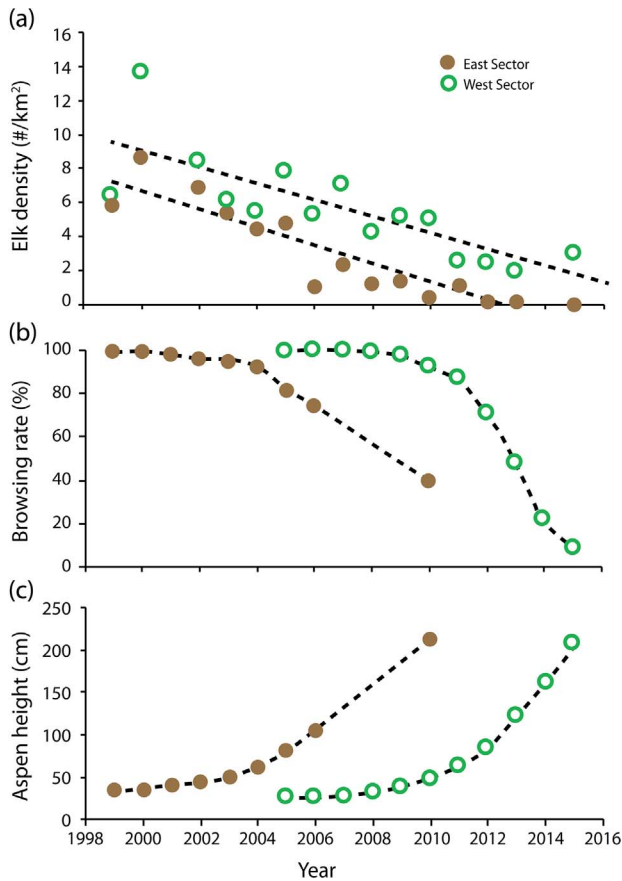 (a)
Elk density (#/km²)
16
14
12
10
8
6
4
2
0
East Sector
West Sector
(b)
Browsing rate (%)
100
80
60
40
20
0
(c)
Aspen height (cm)
250
200
150
100
50
0
1998 2000 2002 2004 2006 2008 2010 2012 2014 2016
Year